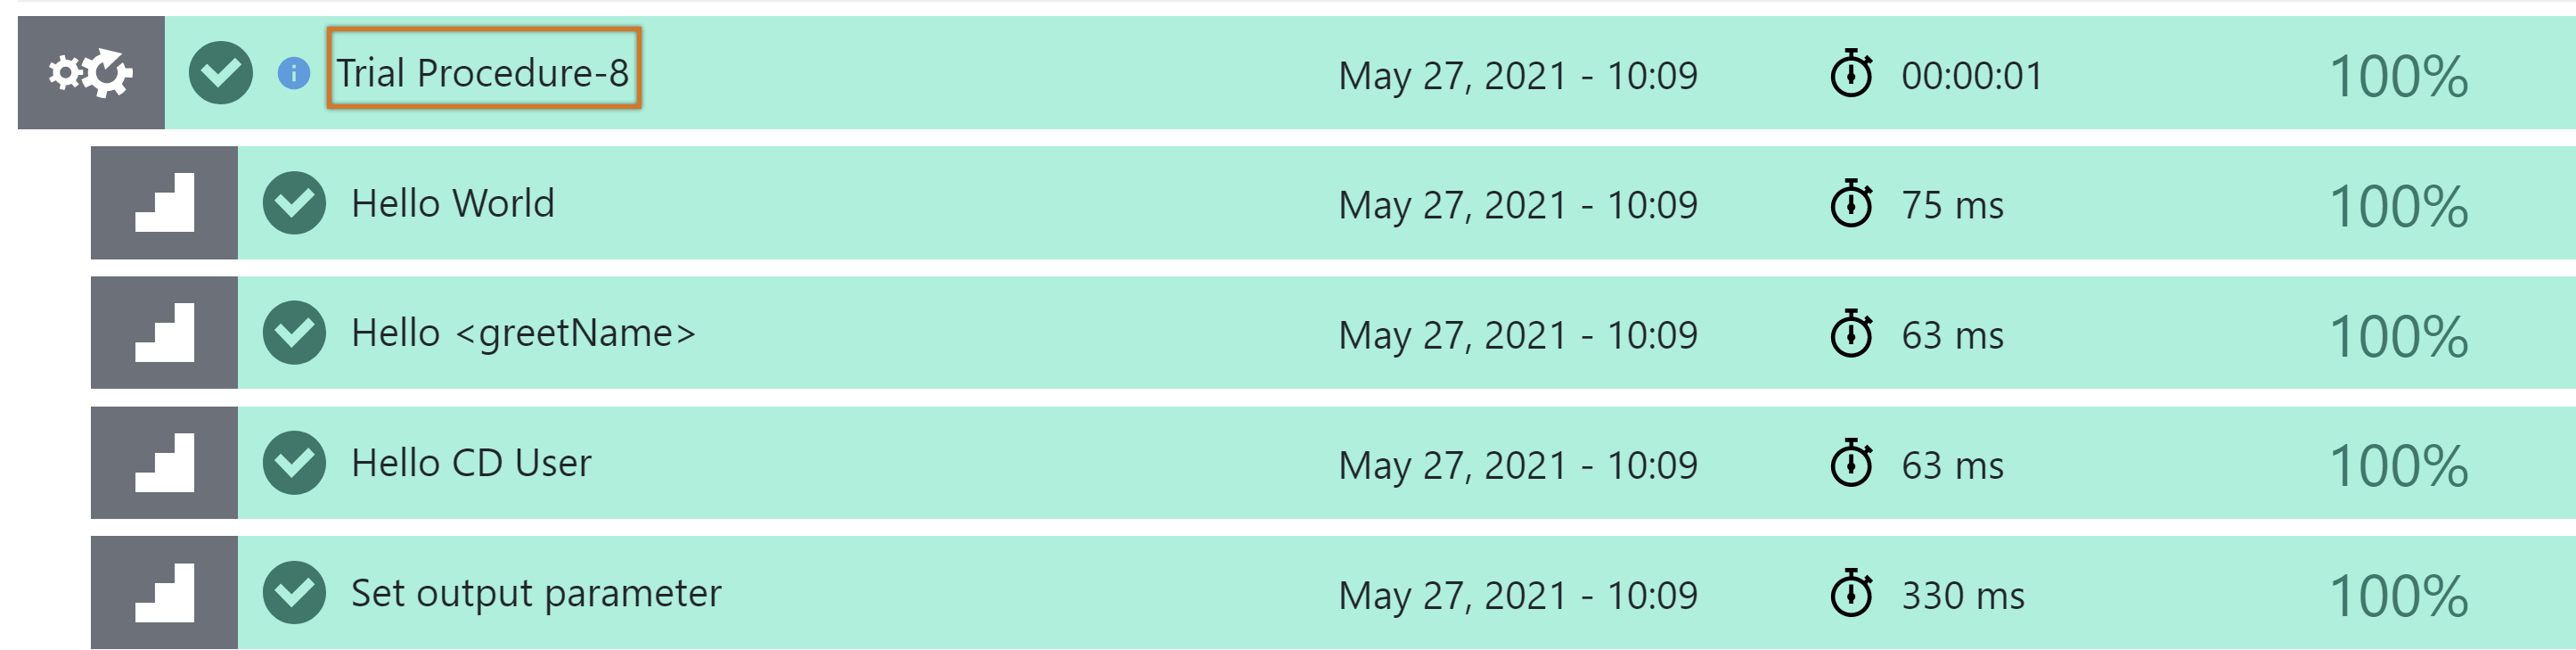 Trial Procedure-8 May 27, 2021 - 10:09 00:00:01 100%
Hello World May 27, 2021 - 10:09 75 ms 100%
Hello <greetName> May 27, 2021 - 10:09 63 ms 100%
Hello CD User May 27, 2021 - 10:09 63 ms 100%
Set output parameter May 27, 2021 - 10:09 330 ms 100%